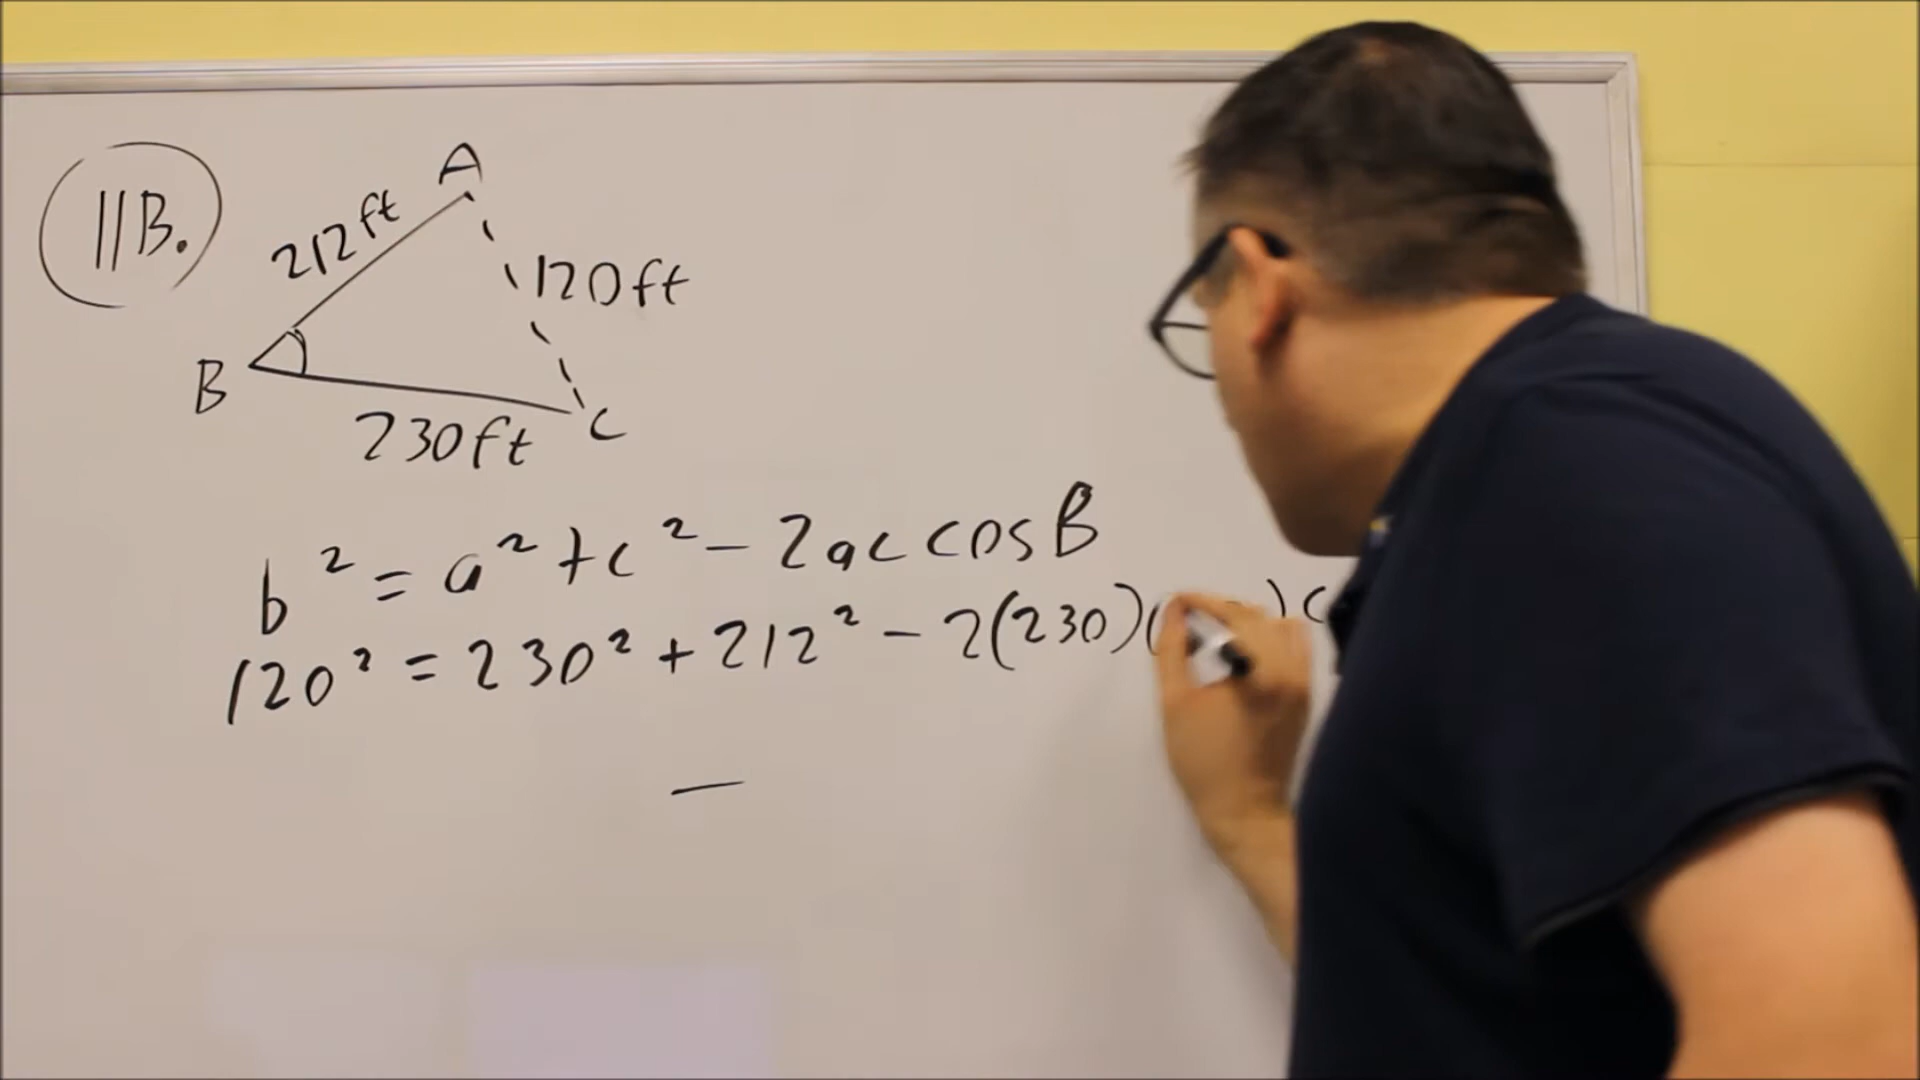 11B.
A
212ft
120ft
B
230ft
C
b² = a² + c² - 2ac cos B
120² = 230² + 212² - 2(230)(